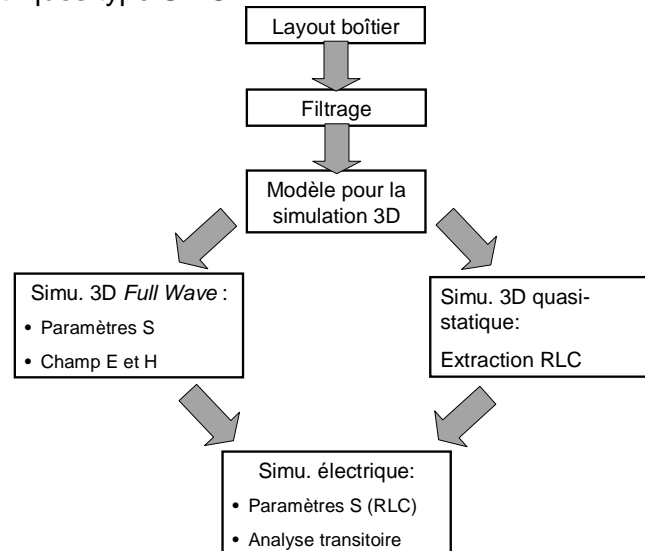 Layout boîtier
Filtrage
Modèle pour la
simulation 3D
Simu. 3D Full Wave :
• Paramètres S
• Champ E et H
Simu. 3D quasi-
statique:
Extraction RLC
Simu. électrique:
• Paramètres S (RLC)
• Analyse transitoire